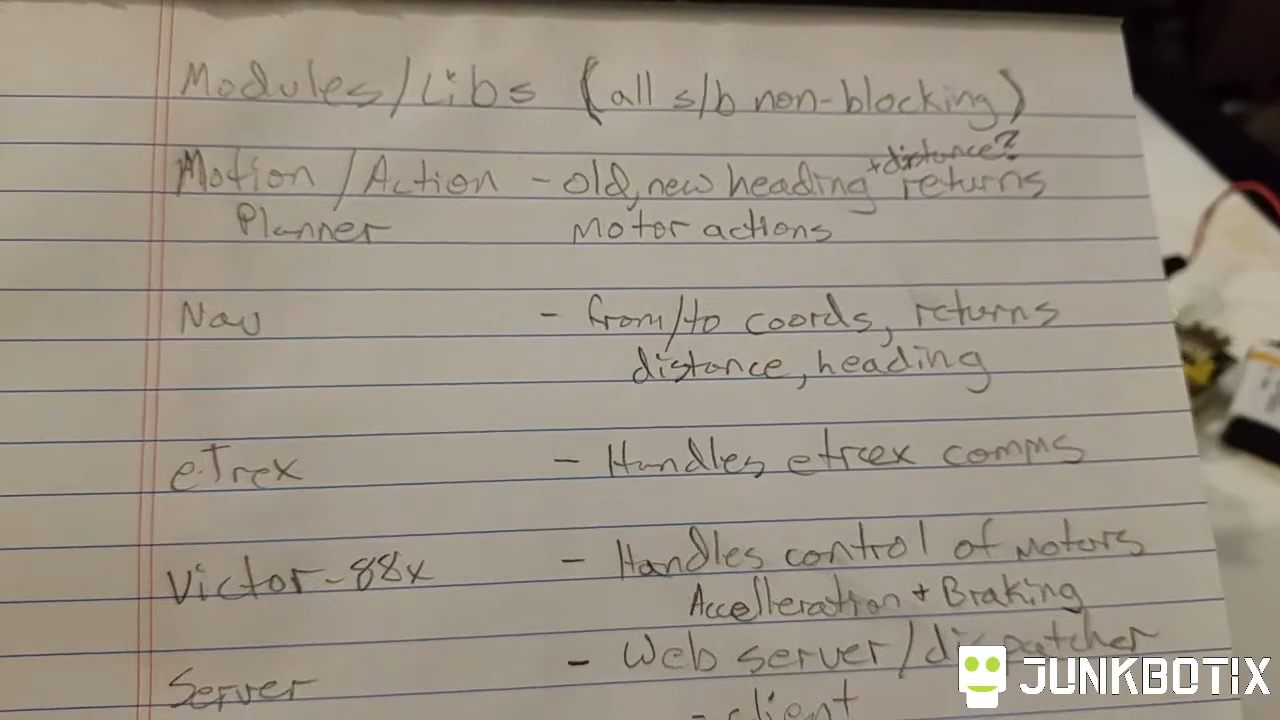 Modules/Libs (all s/b non-blocking)
+distance?
Motion/Action - old, new heading returns
Planner motor actions
Nav - from/to coords, returns
distance, heading
eTrex - Handles etrex comms
Victor-88x - Handles control of motors
Accelleration + Braking
Server - Web server/dispatcher
- client
JUNKBOTIX